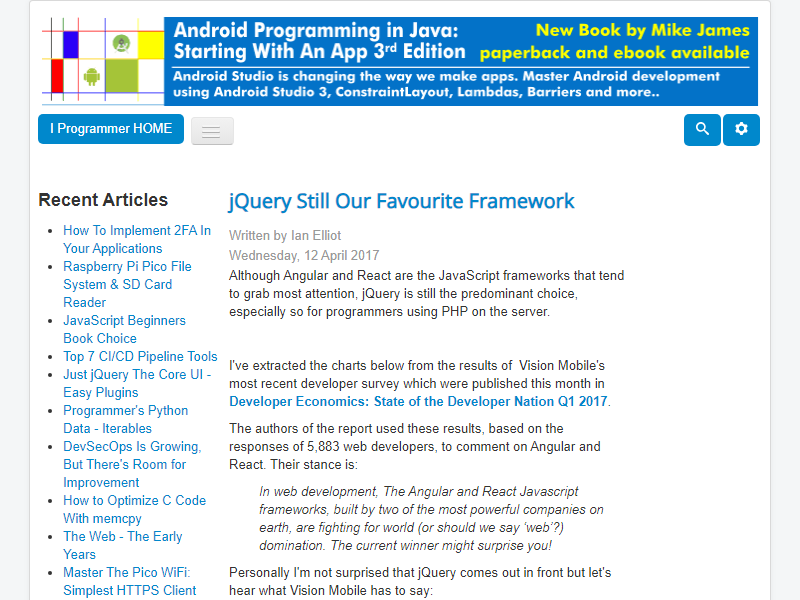 Android Programming in Java:
Starting With An App 3rd Edition
New Book by Mike James
paperback and ebook available
Android Studio is changing the way we make apps. Master Android development
using Android Studio 3, ConstraintLayout, Lambdas, Barriers and more..
I Programmer HOME
Recent Articles
How To Implement 2FA In
Your Applications
Raspberry Pi Pico File
System & SD Card
Reader
JavaScript Beginners
Book Choice
Top 7 CI/CD Pipeline Tools
Just jQuery The Core UI -
Easy Plugins
Programmer's Python
Data - Iterables
DevSecOps Is Growing,
But There's Room for
Improvement
How to Optimize C Code
With memcpy
The Web - The Early
Years
Master The Pico WiFi:
Simplest HTTPS Client
jQuery Still Our Favourite Framework
Written by Ian Elliot
Wednesday, 12 April 2017
Although Angular and React are the JavaScript frameworks that tend
to grab most attention, jQuery is still the predominant choice,
especially so for programmers using PHP on the server.
I've extracted the charts below from the results of Vision Mobile's
most recent developer survey which were published this month in
Developer Economics: State of the Developer Nation Q1 2017.
The authors of the report used these results, based on the
responses of 5,883 web developers, to comment on Angular and
React. Their stance is:
In web development, The Angular and React Javascript
frameworks, built by two of the most powerful companies on
earth, are fighting for world (or should we say 'web'?)
domination. The current winner might surprise you!
Personally I'm not surprised that jQuery comes out in front but let's
hear what Vision Mobile has to say: